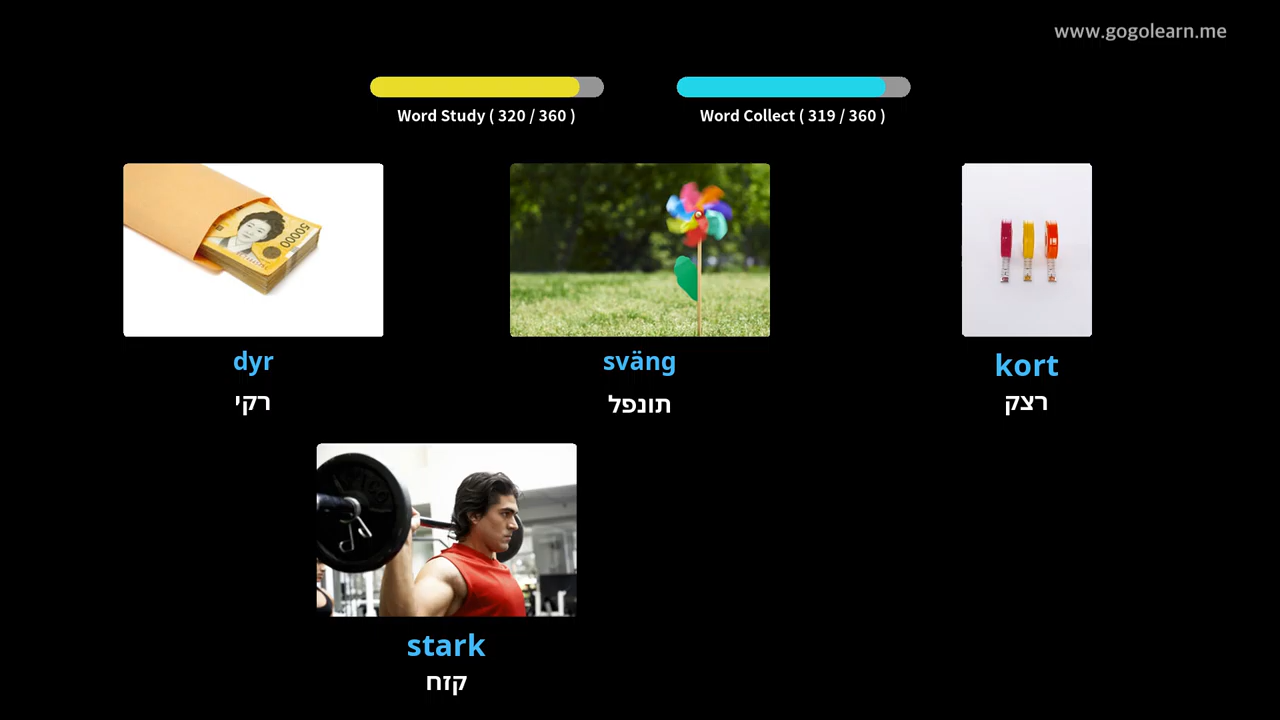 www.gogolearn.me
Word Study ( 320 / 360 )
Word Collect ( 319 / 360 )
50000
dyr
רקי
sväng
תונפל
kort
רצק
stark
קזח